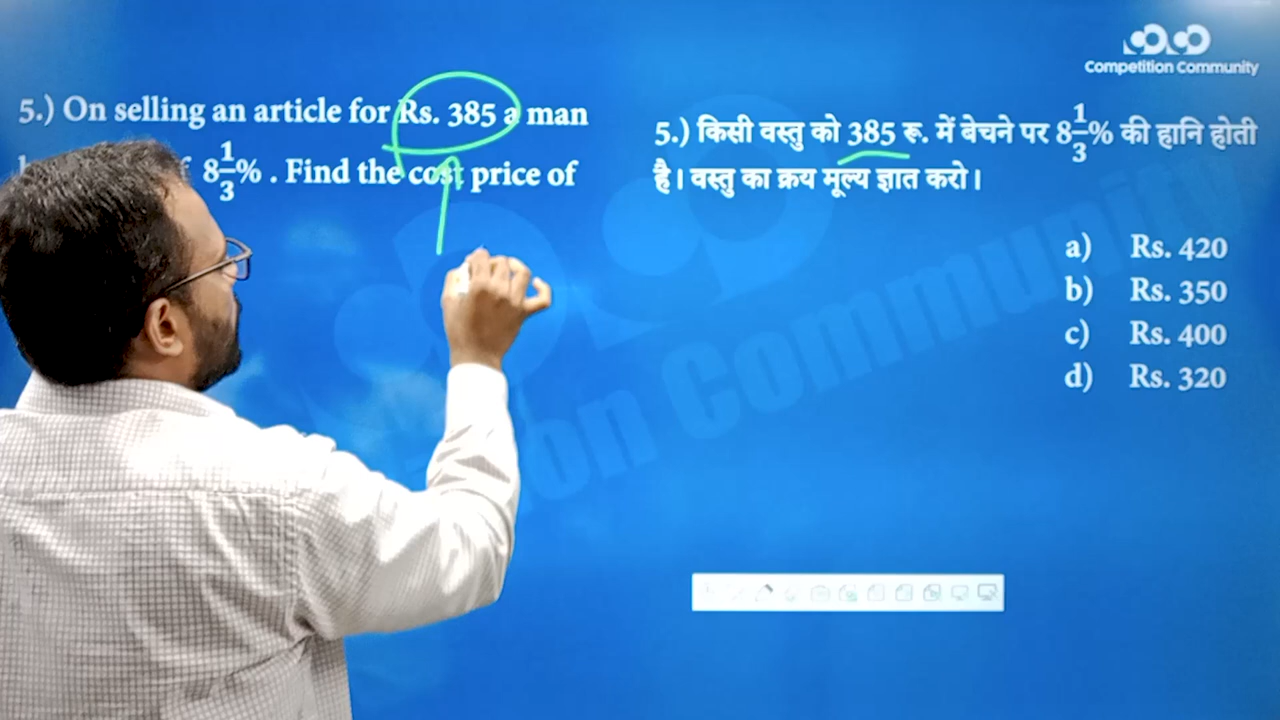 Competition Community
5.) On selling an article for Rs. 385 a man
8 1/3% . Find the cost price of
5.) किसी वस्तु को 385 रू. में बेचने पर 8 1/3% की हानि होती
है। वस्तु का क्रय मूल्य ज्ञात करो।
a) Rs. 420
b) Rs. 350
c) Rs. 400
d) Rs. 320
on Community